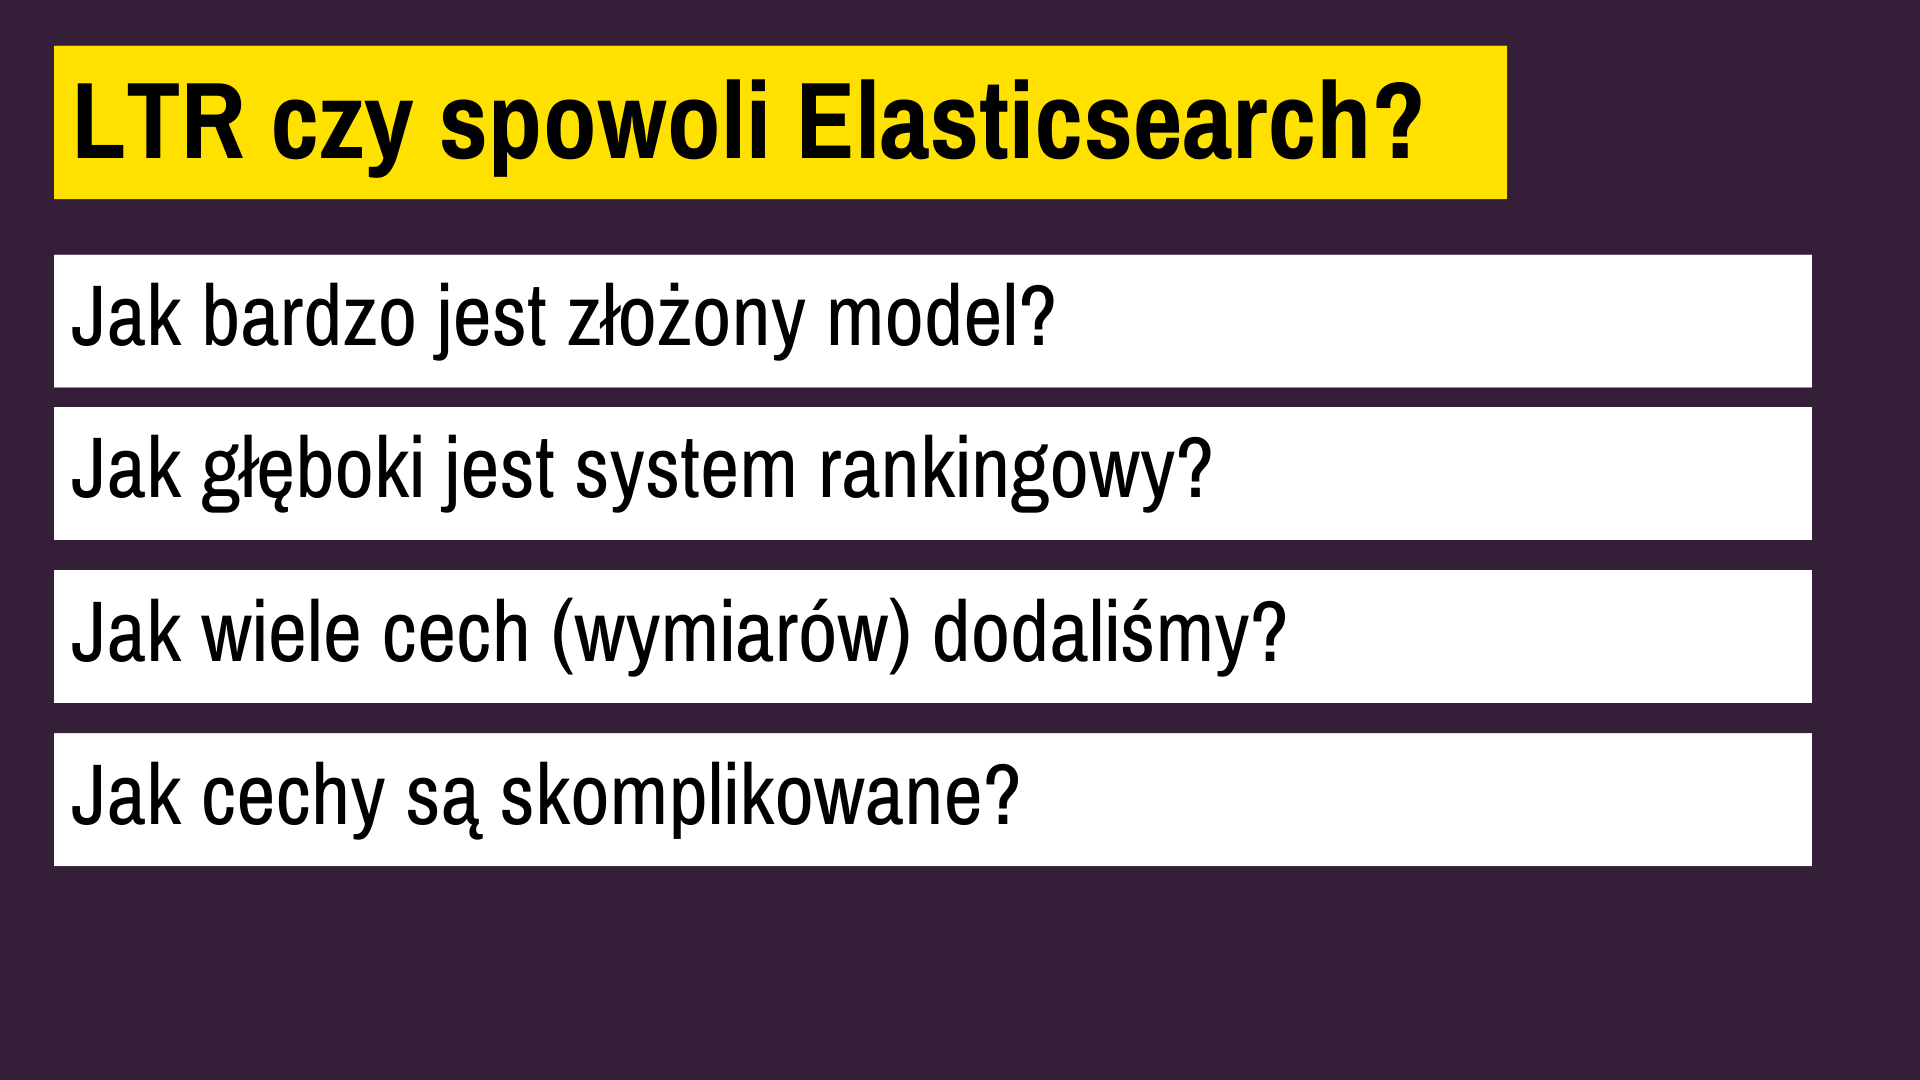 LTR czy spowoli Elasticsearch?
Jak bardzo jest złożony model?
Jak głęboki jest system rankingowy?
Jak wiele cech (wymiarów) dodaliśmy?
Jak cechy są skomplikowane?